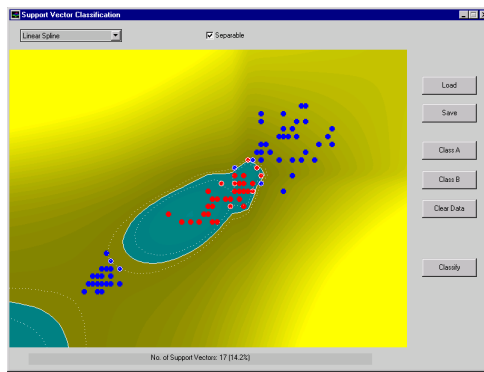 Support Vector Classification
Linear Spline
Separable
Load
Save
Class A
Class B
Clear Data
Classify
No. of Support Vectors: 17 (14.2%)